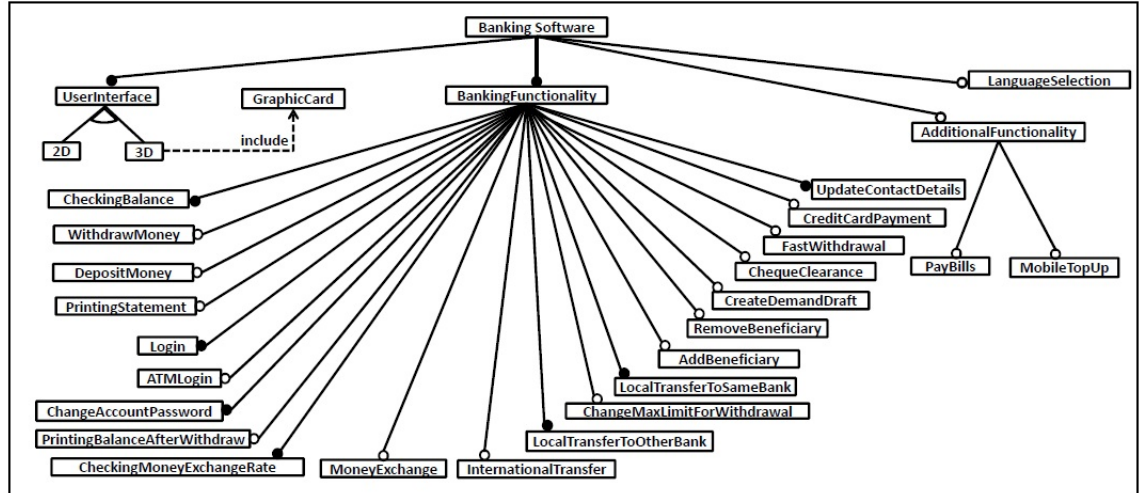 Banking Software
UserInterface
GraphicCard
BankingFunctionality
LanguageSelection
AdditionalFunctionality
2D
3D
include
CheckingBalance
WithdrawMoney
DepositMoney
PrintingStatement
Login
ATMLogin
ChangeAccountPassword
PrintingBalanceAfterWithdraw
CheckingMoneyExchangeRate
MoneyExchange
InternationalTransfer
LocalTransferToOtherBank
ChangeMaxLimitForWithdrawal
LocalTransferToSameBank
AddBeneficiary
RemoveBeneficiary
CreateDemandDraft
ChequeClearance
FastWithdrawal
CreditCardPayment
UpdateContactDetails
PayBills
MobileTopUp